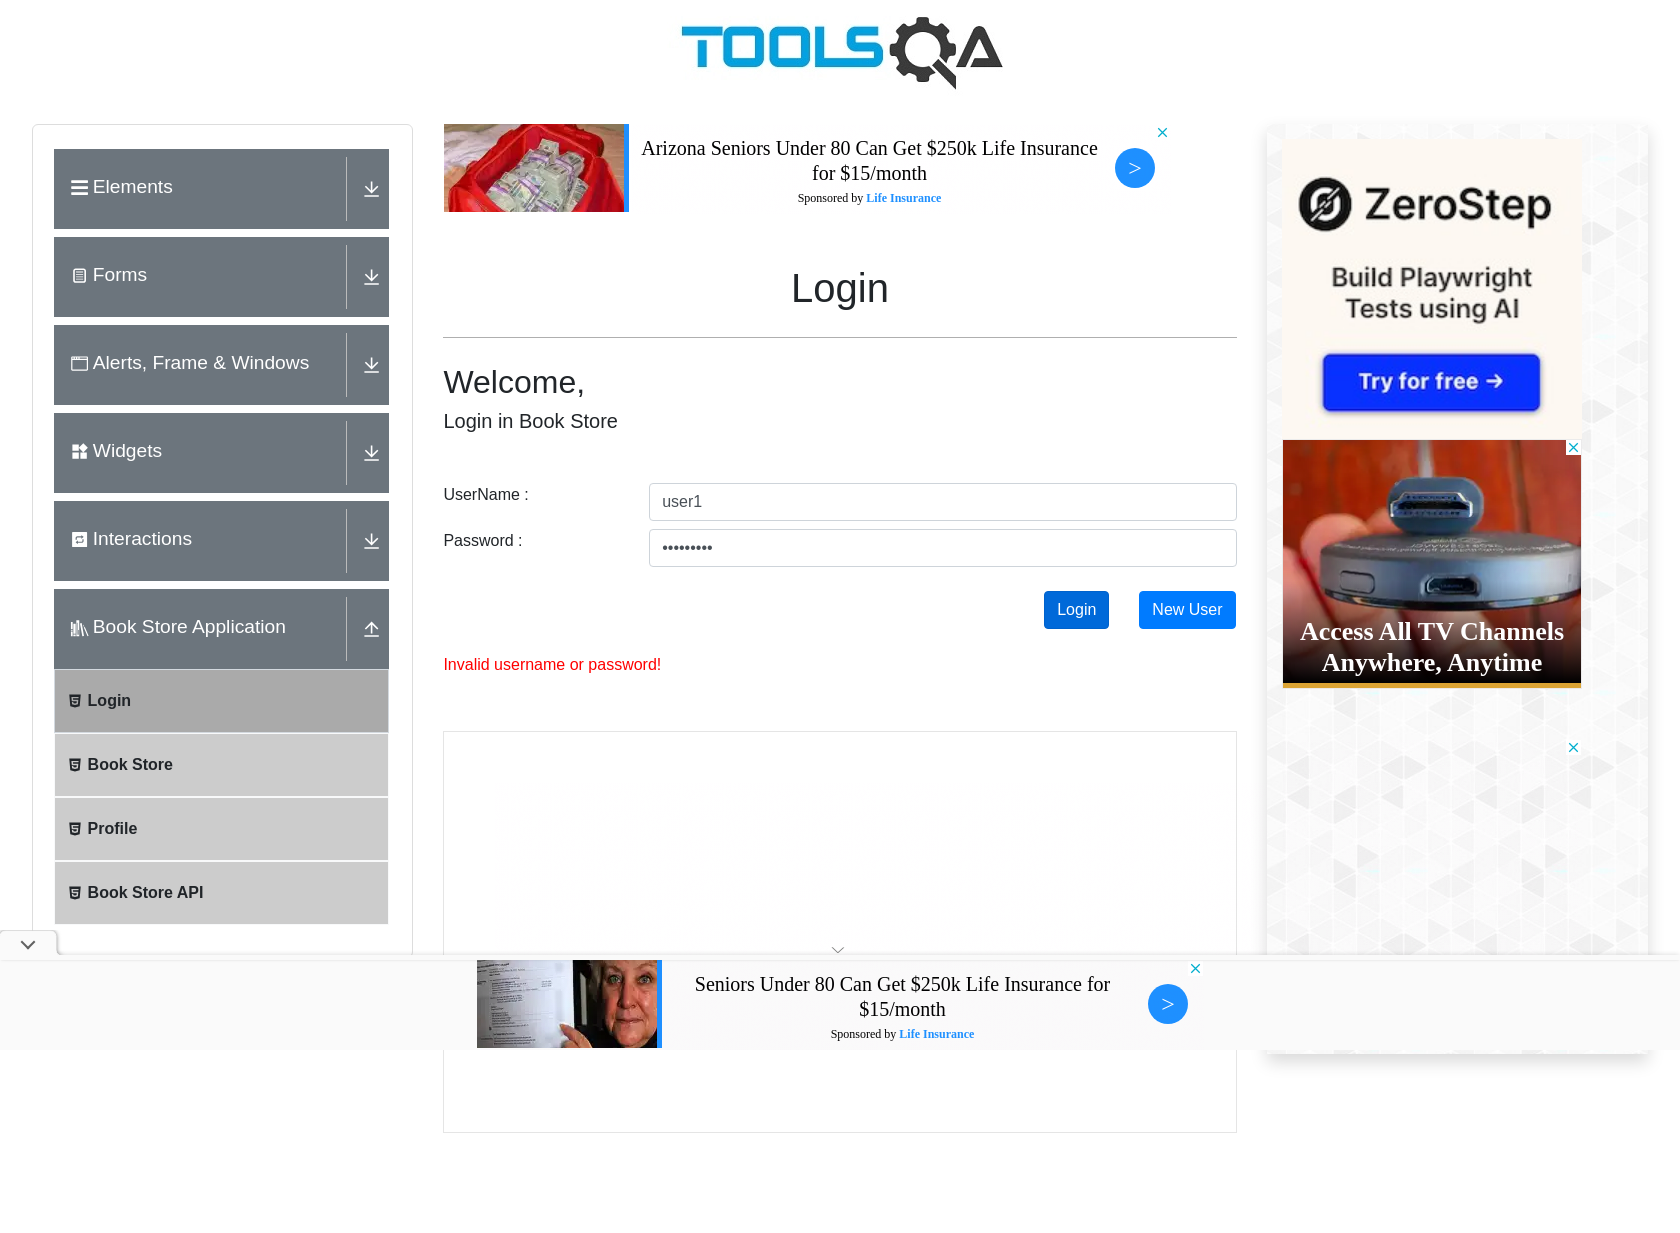 TOOLSQA
Elements
Forms
Alerts, Frame & Windows
Widgets
Interactions
Book Store Application
Login
Book Store
Profile
Book Store API
Arizona Seniors Under 80 Can Get $250k Life Insurance
for $15/month
Sponsored by Life Insurance
>
Login
Welcome,
Login in Book Store
UserName :
user1
Password :
•••••••••
Login
New User
Invalid username or password!
ZeroStep
Build Playwright
Tests using AI
Try for free →
Access All TV Channels
Anywhere, Anytime
Seniors Under 80 Can Get $250k Life Insurance for
$15/month
Sponsored by Life Insurance
>